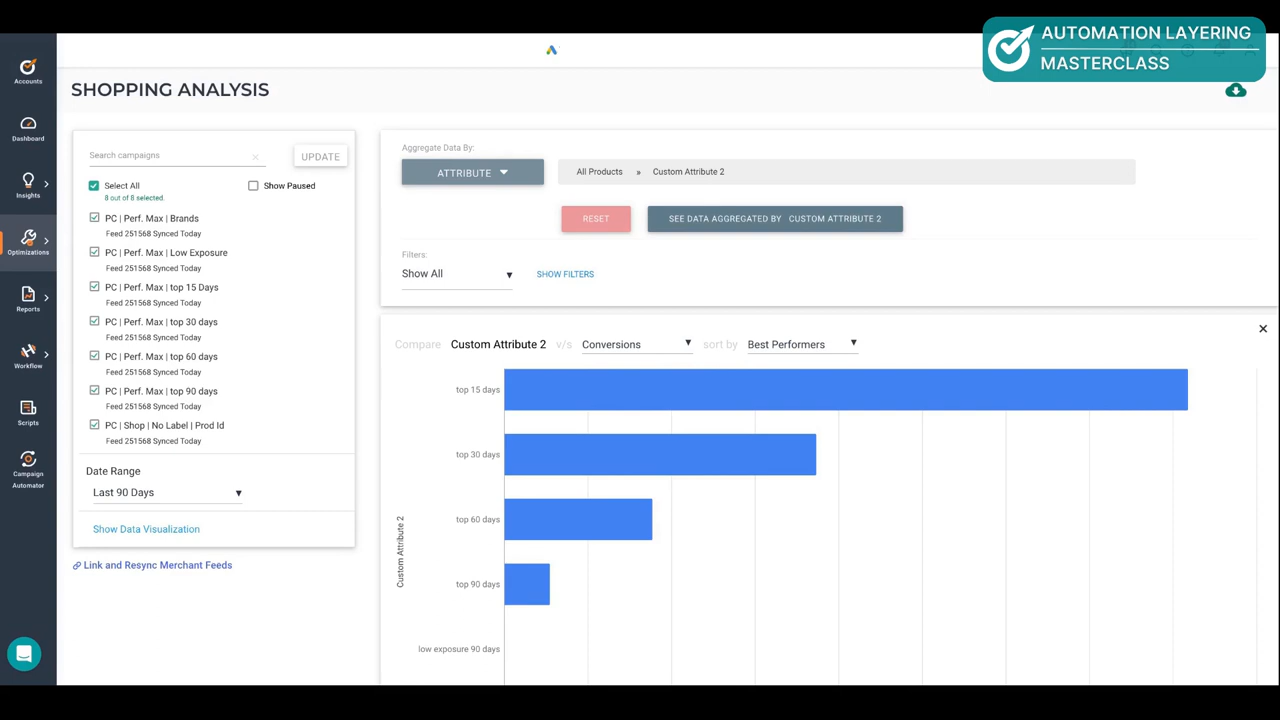 AUTOMATION LAYERING
MASTERCLASS
Accounts
Dashboard
Insights
Optimizations
Reports
Workflow
Scripts
Campaign
Automator
SHOPPING ANALYSIS
Search campaigns
UPDATE
Select All
8 out of 8 selected.
Show Paused
PC | Perf. Max | Brands
Feed 251568 Synced Today
PC | Perf. Max | Low Exposure
Feed 251568 Synced Today
PC | Perf. Max | top 15 Days
Feed 251568 Synced Today
PC | Perf. Max | top 30 days
Feed 251568 Synced Today
PC | Perf. Max | top 60 days
Feed 251568 Synced Today
PC | Perf. Max | top 90 days
Feed 251568 Synced Today
PC | Shop | No Label | Prod Id
Feed 251568 Synced Today
Date Range
Last 90 Days
Show Data Visualization
Link and Resync Merchant Feeds
Aggregate Data By:
ATTRIBUTE
All Products » Custom Attribute 2
RESET
SEE DATA AGGREGATED BY CUSTOM ATTRIBUTE 2
Filters:
Show All
SHOW FILTERS
Compare Custom Attribute 2 v/s Conversions sort by Best Performers
Custom Attribute 2
top 15 days
top 30 days
top 60 days
top 90 days
low exposure 90 days